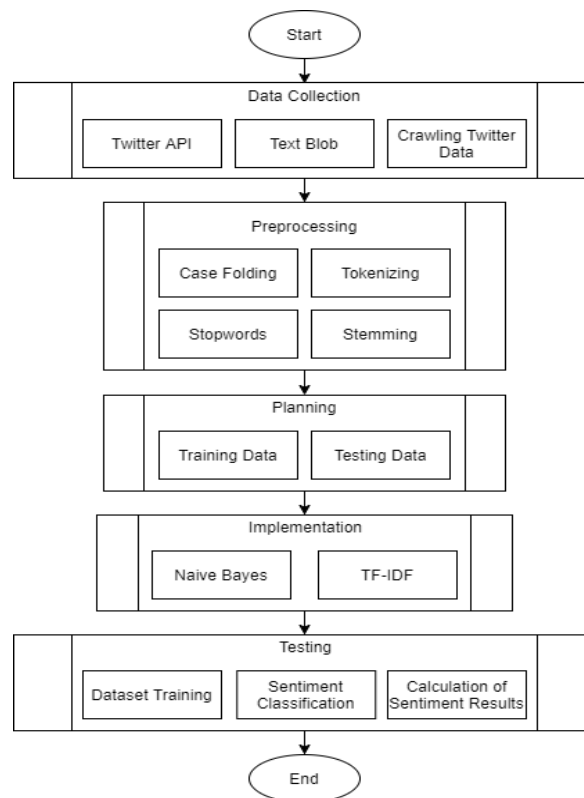 Start
Data Collection
Twitter API
Text Blob
Crawling Twitter
Data
Preprocessing
Case Folding
Tokenizing
Stopwords
Stemming
Planning
Training Data
Testing Data
Implementation
Naive Bayes
TF-IDF
Testing
Dataset Training
Sentiment
Classification
Calculation of
Sentiment Results
End